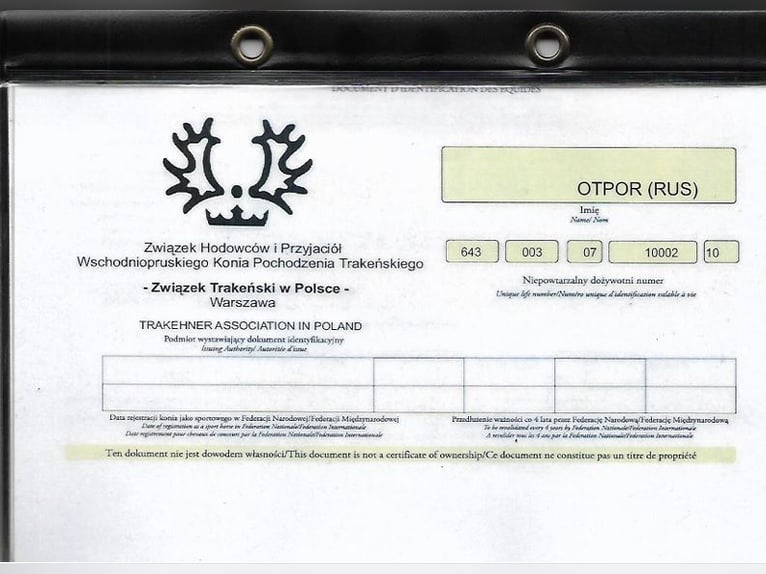 DOCUMENT D'IDENTIFICATION DES EQUIDES
OTPOR (RUS)
Imię
Name/ Nom
643 003 07 10002 10
Niepowtarzalny dożywotni numer
Unique life number/Numéro unique d'identification valable à vie
Związek Hodowców i Przyjaciół
Wschodniopruskiego Konia Pochodzenia Trakeńskiego
- Związek Trakeński w Polsce -
Warszawa
TRAKEHNER ASSOCIATION IN POLAND
Podmiot wystawiający dokument identyfikacyjny
Issuing Authority/ Autoritée d'issue
Data rejestracji konia jako sportowego w Federacji Narodowej/Federacji Międzynarodowej
Date of registration as a sport horse in Federation Nationale/Federation Internationale
Date registrement pour chevaux de concours par la Federation Nationale/Federation Internationale
Przedłużenie ważności co 4 lata przez Federację Narodową/Federację Międzynarodową
To be revalidated every 4 years by Federation Nationale/Federation Internationale
A revalider tous les 4 ans par la Federation Nationale/Federation Internationale
Ten dokument nie jest dowodem własności/This document is not a certificate of ownership/Ce document ne constitue pas un titre de propriété